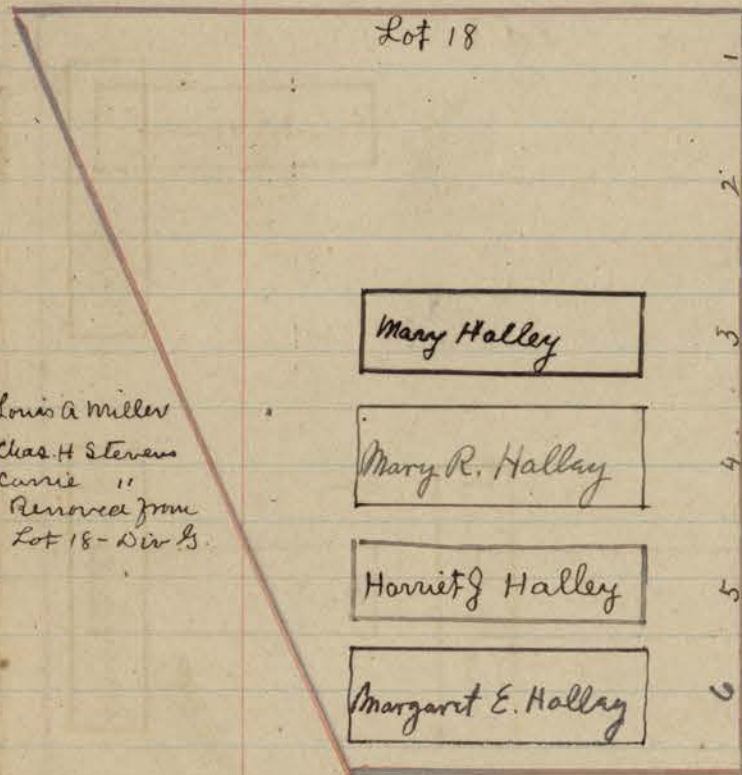 Lot 18
1
2
Mary Halley
3
Mary R. Halley
4
Louis A Miller
Chas. H Stevens
Carrie "
Removed from
Lot 18 - Div G.
Harriet J Halley
5
Margaret E. Halley
6